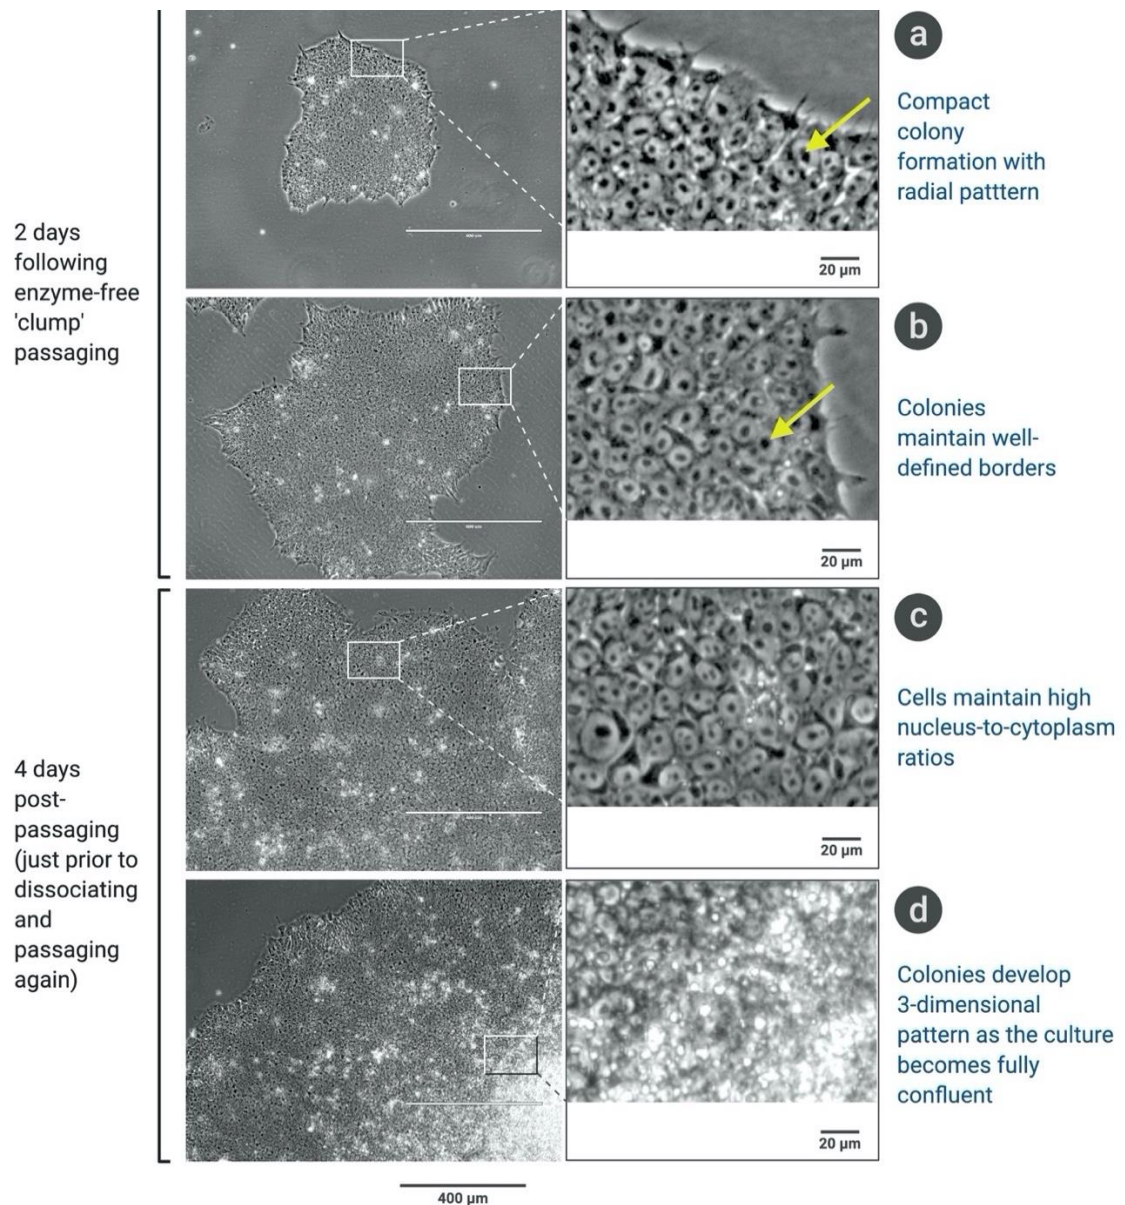 2 days
following
enzyme-free
'clump'
passaging
a
Compact
colony
formation with
radial patttern
20 µm
b
Colonies
maintain well-
defined borders
20 µm
4 days
post-
passaging
(just prior to
dissociating
and
passaging
again)
c
Cells maintain high
nucleus-to-cytoplasm
ratios
20 µm
d
Colonies develop
3-dimensional
pattern as the culture
becomes fully
confluent
20 µm
400 µm